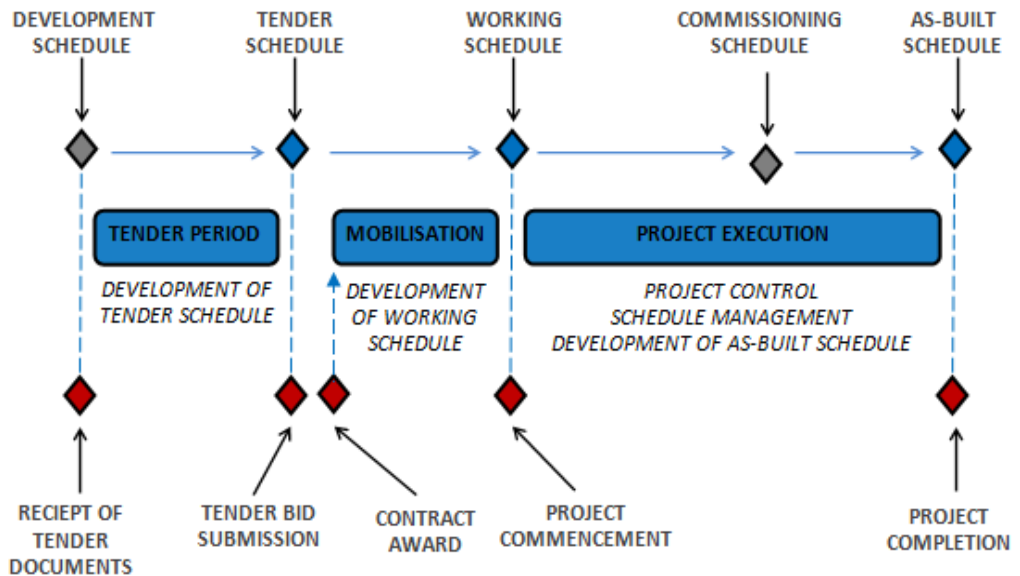 DEVELOPMENT
SCHEDULE
TENDER
SCHEDULE
WORKING
SCHEDULE
COMMISSIONING
SCHEDULE
AS-BUILT
SCHEDULE
TENDER PERIOD
MOBILISATION
PROJECT EXECUTION
DEVELOPMENT OF
TENDER SCHEDULE
DEVELOPMENT
OF WORKING
SCHEDULE
PROJECT CONTROL
SCHEDULE MANAGEMENT
DEVELOPMENT OF AS-BUILT SCHEDULE
RECIEPT OF
TENDER
DOCUMENTS
TENDER BID
SUBMISSION
CONTRACT
AWARD
PROJECT
COMMENCEMENT
PROJECT
COMPLETION